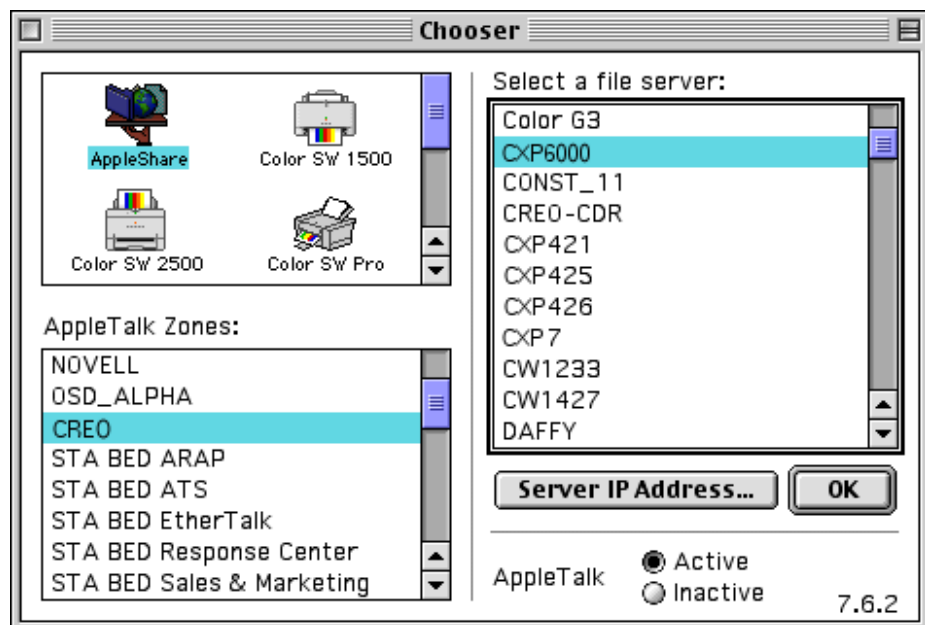 Chooser
AppleShare
Color SW 1500
Color SW 2500
Color SW Pro
AppleTalk Zones:
NOVELL
OSD_ALPHA
CREO
STA BED ARAP
STA BED ATS
STA BED EtherTalk
STA BED Response Center
STA BED Sales & Marketing
Select a file server:
Color G3
CXP6000
CONST_11
CREO-CDR
CXP421
CXP425
CXP426
CXP7
CW1233
CW1427
DAFFY
Server IP Address...
OK
AppleTalk
Active
Inactive
7.6.2